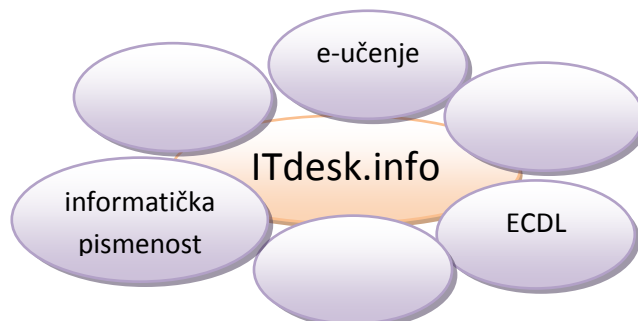 e-učenje
ITdesk.info
informatička
pismenost
ECDL